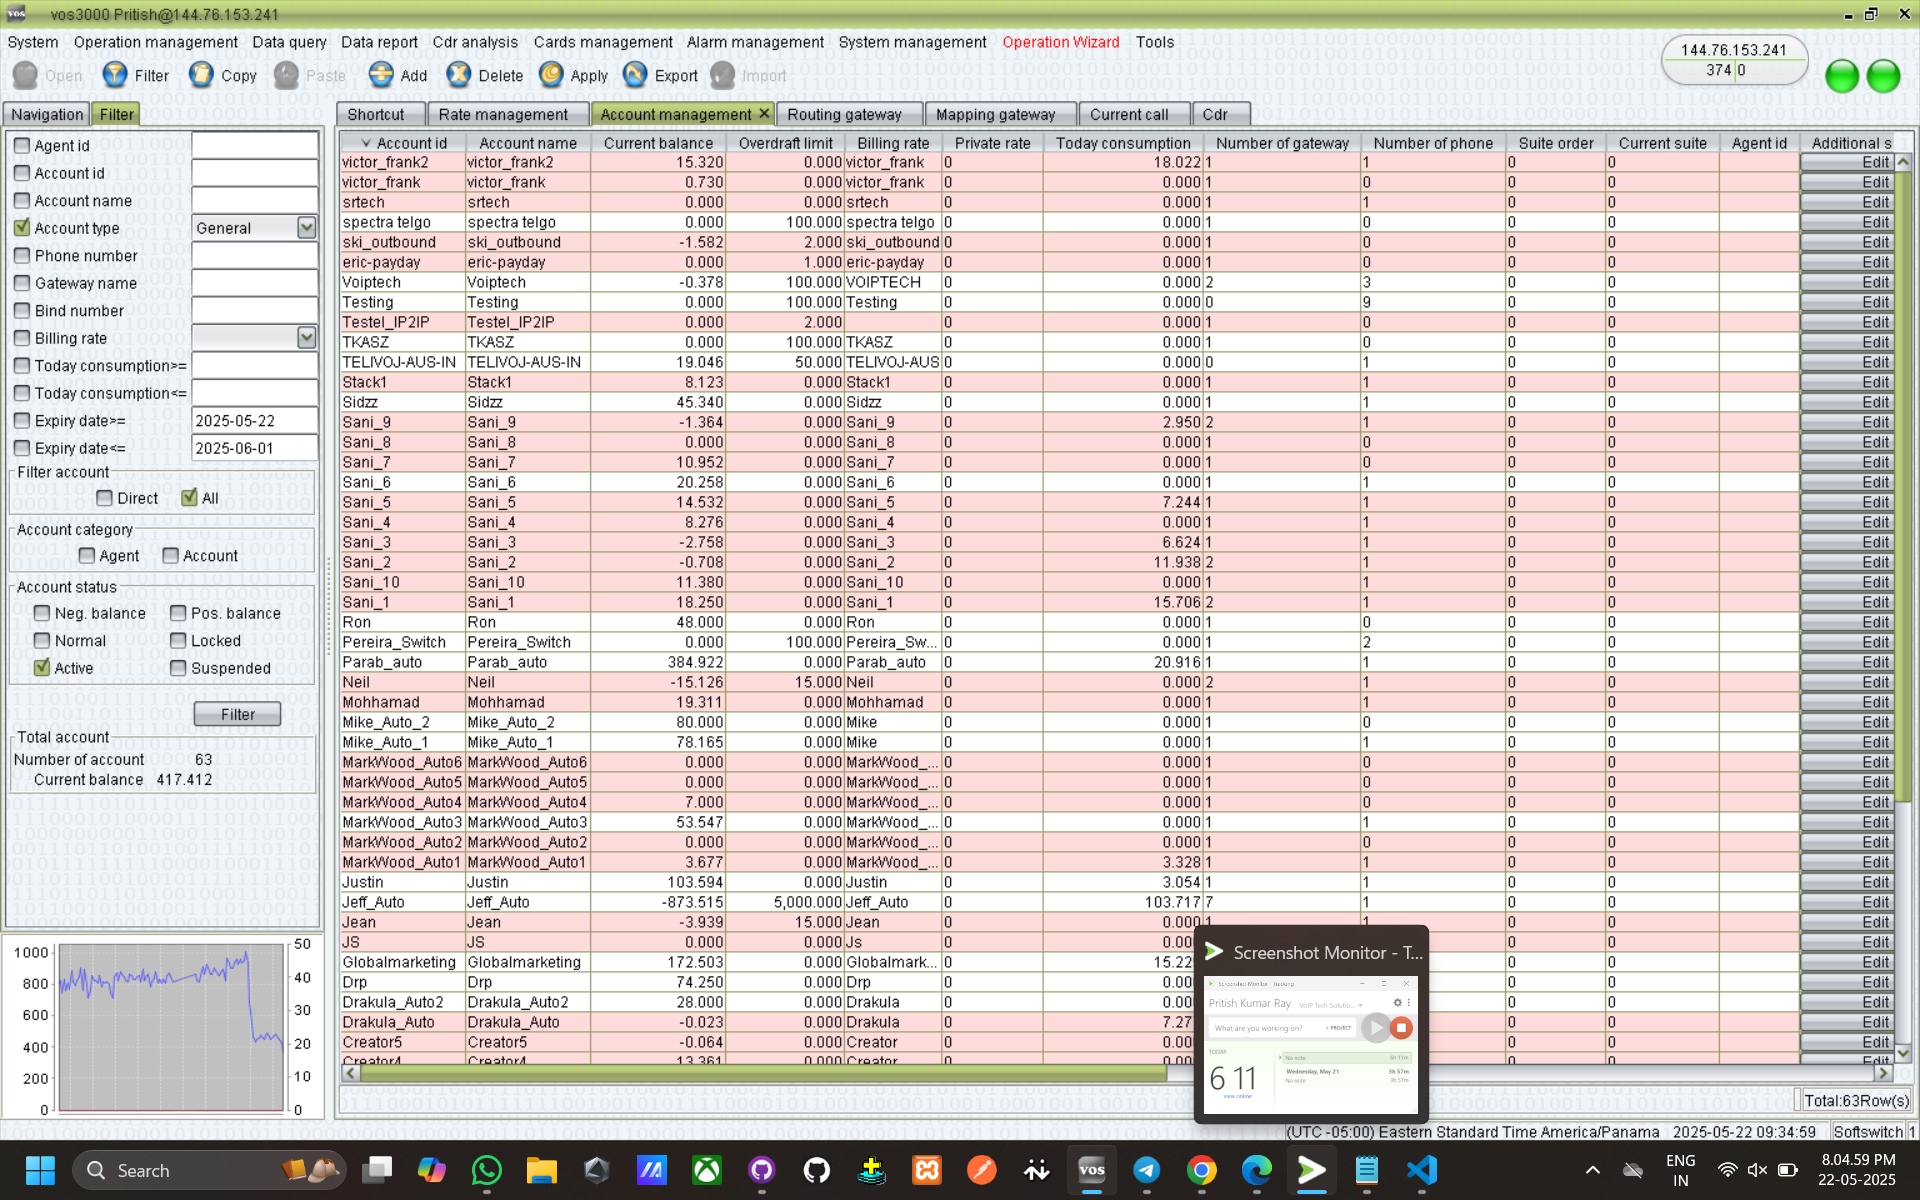 vos3000 Pritish@144.76.153.241
System Operation management Data query Data report Cdr analysis Cards management Alarm management System management Operation Wizard Tools
Open Filter Copy Paste Add Delete Apply Export Import
144.76.153.241
374 0
Navigation Filter
Shortcut Rate management Account management Routing gateway Mapping gateway Current call Cdr
Agent id
Account id
Account name
Account type General
Phone number
Gateway name
Bind number
Billing rate
Today consumption>=
Today consumption<=
Expiry date>= 2025-05-22
Expiry date<= 2025-06-01
Filter account
Direct All
Account category
Agent Account
Account status
Neg. balance Pos. balance
Normal Locked
Active Suspended
Filter
Total account
Number of account 63
Current balance 417.412
1000 800 600 400 200 0
50 40 30 20 10 0
Account id Account name Current balance Overdraft limit Billing rate Private rate Today consumption Number of gateway Number of phone Suite order Current suite Agent id Additional s
victor_frank2 victor_frank2 15.320 0.000 victor_frank 0 18.022 1 1 0 0 Edit
victor_frank victor_frank 0.730 0.000 victor_frank 0 0.000 1 0 0 0 Edit
srtech srtech 0.000 0.000 srtech 0 0.000 1 1 0 0 Edit
spectra telgo spectra telgo 0.000 100.000 spectra telgo 0 0.000 1 0 0 0 Edit
ski_outbound ski_outbound -1.582 2.000 ski_outbound 0 0.000 1 0 0 0 Edit
eric-payday eric-payday 0.000 1.000 eric-payday 0 0.000 1 0 0 0 Edit
Voiptech Voiptech -0.378 100.000 VOIPTECH 0 0.000 2 3 0 0 Edit
Testing Testing 0.000 100.000 Testing 0 0.000 0 9 0 0 Edit
Testel_IP2IP Testel_IP2IP 0.000 2.000 0 0.000 1 0 0 0 Edit
TKASZ TKASZ 0.000 100.000 TKASZ 0 0.000 1 0 0 0 Edit
TELIVOJ-AUS-IN TELIVOJ-AUS-IN 19.046 50.000 TELIVOJ-AUS 0 0.000 0 1 0 0 Edit
Stack1 Stack1 8.123 0.000 Stack1 0 0.000 1 1 0 0 Edit
Sidzz Sidzz 45.340 0.000 Sidzz 0 0.000 1 1 0 0 Edit
Sani_9 Sani_9 -1.364 0.000 Sani_9 0 2.950 2 1 0 0 Edit
Sani_8 Sani_8 0.000 0.000 Sani_8 0 0.000 1 0 0 0 Edit
Sani_7 Sani_7 10.952 0.000 Sani_7 0 0.000 1 0 0 0 Edit
Sani_6 Sani_6 20.258 0.000 Sani_6 0 0.000 1 1 0 0 Edit
Sani_5 Sani_5 14.532 0.000 Sani_5 0 7.244 1 1 0 0 Edit
Sani_4 Sani_4 8.276 0.000 Sani_4 0 0.000 1 1 0 0 Edit
Sani_3 Sani_3 -2.758 0.000 Sani_3 0 6.624 1 1 0 0 Edit
Sani_2 Sani_2 -0.708 0.000 Sani_2 0 11.938 2 1 0 0 Edit
Sani_10 Sani_10 11.380 0.000 Sani_10 0 0.000 1 1 0 0 Edit
Sani_1 Sani_1 18.250 0.000 Sani_1 0 15.706 2 1 0 0 Edit
Ron Ron 48.000 0.000 Ron 0 0.000 1 0 0 0 Edit
Pereira_Switch Pereira_Switch 0.000 100.000 Pereira_Sw... 0 0.000 1 2 0 0 Edit
Parab_auto Parab_auto 384.922 0.000 Parab_auto 0 20.916 1 1 0 0 Edit
Neil Neil -15.126 15.000 Neil 0 0.000 2 1 0 0 Edit
Mohhamad Mohhamad 19.311 0.000 Mohhamad 0 0.000 1 1 0 0 Edit
Mike_Auto_2 Mike_Auto_2 80.000 0.000 Mike 0 0.000 1 0 0 0 Edit
Mike_Auto_1 Mike_Auto_1 78.165 0.000 Mike 0 0.000 1 1 0 0 Edit
MarkWood_Auto6 MarkWood_Auto6 0.000 0.000 MarkWood_... 0 0.000 1 0 0 0 Edit
MarkWood_Auto5 MarkWood_Auto5 0.000 0.000 MarkWood_... 0 0.000 1 0 0 0 Edit
MarkWood_Auto4 MarkWood_Auto4 7.000 0.000 MarkWood_... 0 0.000 1 0 0 0 Edit
MarkWood_Auto3 MarkWood_Auto3 53.547 0.000 MarkWood_... 0 0.000 1 1 0 0 Edit
MarkWood_Auto2 MarkWood_Auto2 0.000 0.000 MarkWood_... 0 0.000 1 0 0 0 Edit
MarkWood_Auto1 MarkWood_Auto1 3.677 0.000 MarkWood_... 0 3.328 1 1 0 0 Edit
Justin Justin 103.594 0.000 Justin 0 3.054 1 1 0 0 Edit
Jeff_Auto Jeff_Auto -873.515 5,000.000 Jeff_Auto 0 103.717 7 1 0 0 Edit
Jean Jean -3.939 15.000 Jean 0 0.000 1 1 0 0 Edit
JS JS 0.000 0.000 Js 0 0.00 0 0 Edit
Globalmarketing Globalmarketing 172.503 0.000 Globalmark... 0 15.22 0 0 Edit
Drp Drp 74.250 0.000 Drp 0 0.00 0 0 Edit
Drakula_Auto2 Drakula_Auto2 28.000 0.000 Drakula 0 0.00 0 0 Edit
Drakula_Auto Drakula_Auto -0.023 0.000 Drakula 0 7.27 0 0 Edit
Creator5 Creator5 -0.064 0.000 Creator 0 0.00 0 0 Edit
Creator4 Creator4 13.361 0.000 Creator 0 0.00 0 0 Edit
Screenshot Monitor - T...
Screenshot Monitor - Tracking
Pritish Kumar Ray VoIP Tech Solutio...
What are you working on? + PROJECT
TODAY
6 11
view online
No note 6h 11m
Wednesday, May 21 3h 57m
No note 3h 57m
Total:63Row(s)
(UTC -05:00) Eastern Standard Time America/Panama 2025-05-22 09:34:59 Softswitch 1
Search
VOS
ENG
IN
8.04.59 PM
22-05-2025